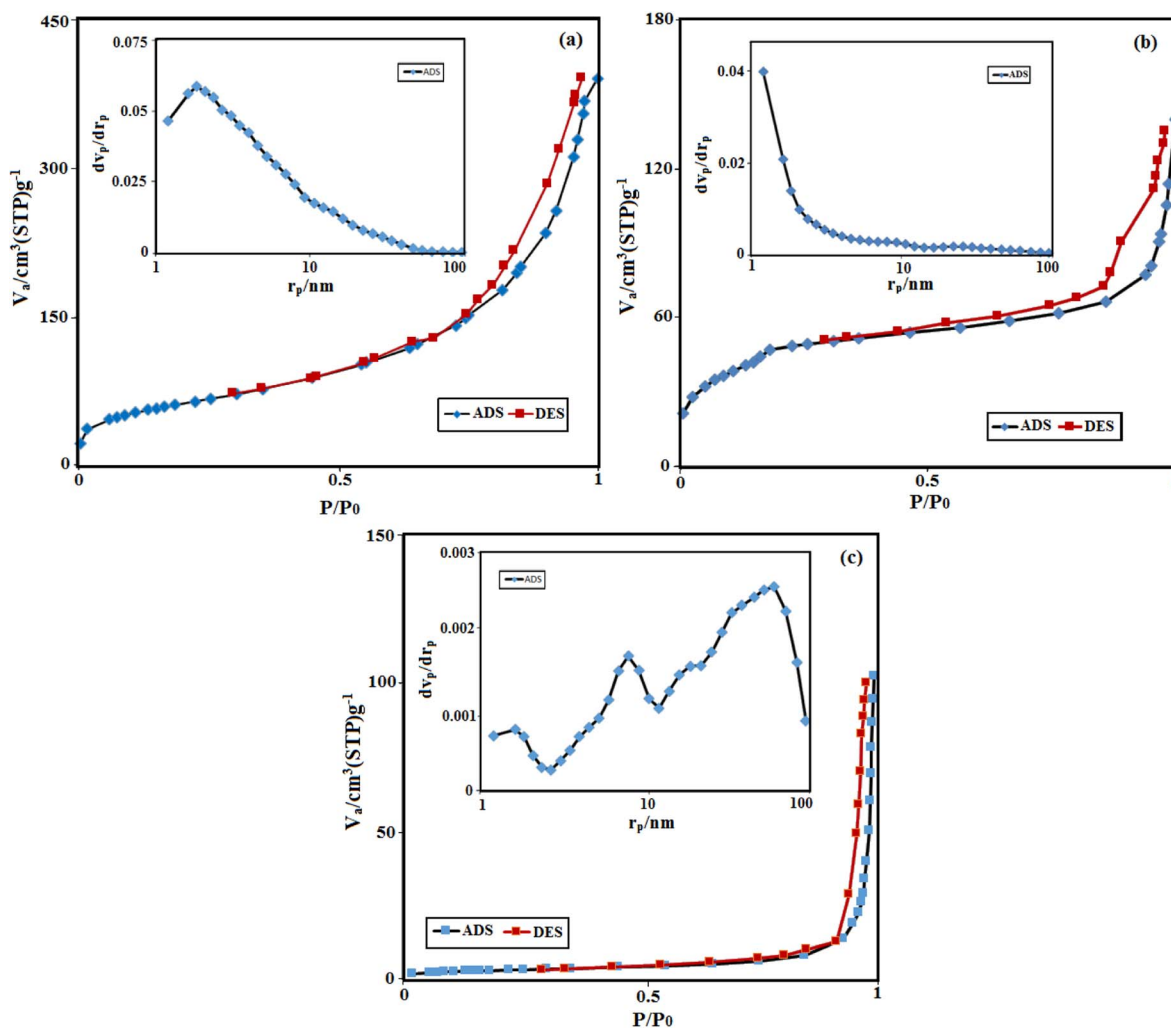 (a)
450
300
150
0
Va/cm³(STP)g⁻¹
0
0.5
1
P/P0
ADS
DES
0.075
0.05
0.025
0
dvp/drp
ADS
1
10
100
rp/nm
(b)
180
120
60
0
Va/cm³(STP)g⁻¹
0
0.5
P/P0
ADS
DES
0.04
0.02
0
dvp/drp
ADS
1
10
100
rp/nm
(c)
150
100
50
0
Va/cm³(STP)g⁻¹
0
0.5
1
P/P0
ADS
DES
0.003
0.002
0.001
0
dvp/drp
ADS
1
10
100
rp/nm